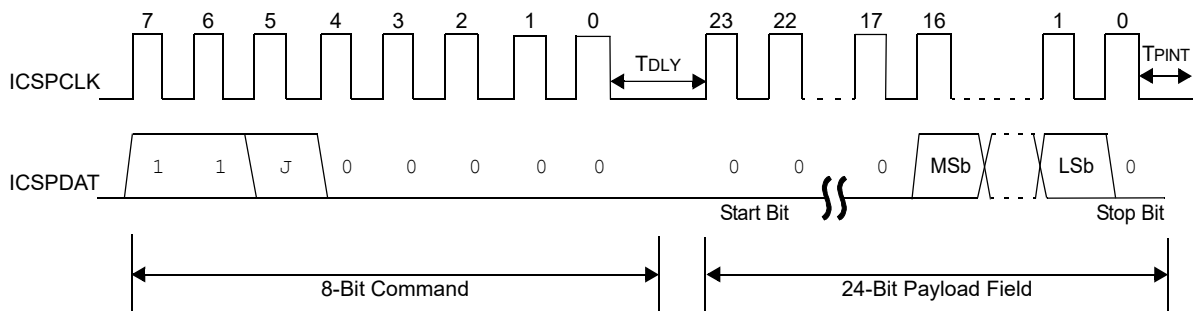 7 6 5 4 3 2 1 0 23 22 17 16 1 0
TDLY
TPINT
ICSPCLK
ICSPDAT
1 1 J 0 0 0 0 0 0 0 0 MSb LSb 0
Start Bit
Stop Bit
8-Bit Command
24-Bit Payload Field